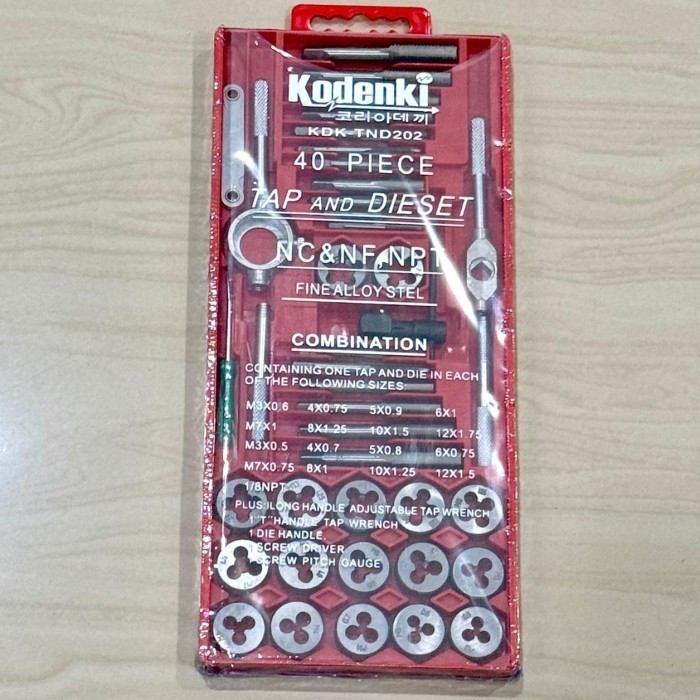 Kodenki
코리아데끼
KDK-TND202
40 PIECE
TAP AND DIESET
NC&NF,NPT
FINE ALLOY STEL
COMBINATION
CONTAINING ONE TAP AND DIE IN EACH
OF THE FOLLOWING SIZES:
M3X0.6 4X0.75 5X0.9 6X1
M7X1 8X1.25 10X1.5 12X1.75
M3X0.5 4X0.7 5X0.8 6X0.75
M7X0.75 8X1 10X1.25 12X1.5
1/8NPT
PLUS:1LONG HANDLE ADJUSTABLE TAP WRENCH
1"T"HANDLE TAP WRENCH
1 DIE HANDLE.
SCREW DRIVER
SCREW PITCH GAUGE